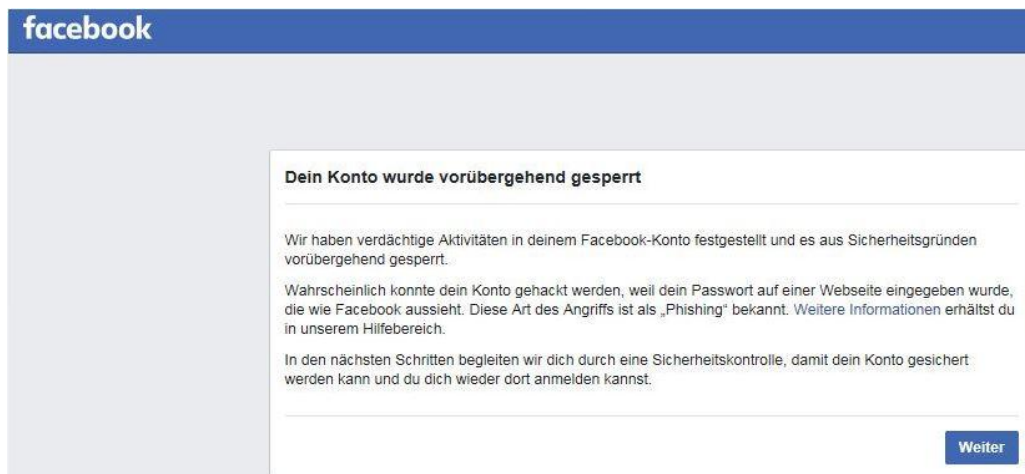 facebook
Dein Konto wurde vorübergehend gesperrt
Wir haben verdächtige Aktivitäten in deinem Facebook-Konto festgestellt und es aus Sicherheitsgründen
vorübergehend gesperrt.
Wahrscheinlich konnte dein Konto gehackt werden, weil dein Passwort auf einer Webseite eingegeben wurde,
die wie Facebook aussieht. Diese Art des Angriffs ist als „Phishing“ bekannt. Weitere Informationen erhältst du
in unserem Hilfebereich.
In den nächsten Schritten begleiten wir dich durch eine Sicherheitskontrolle, damit dein Konto gesichert
werden kann und du dich wieder dort anmelden kannst.
Weiter